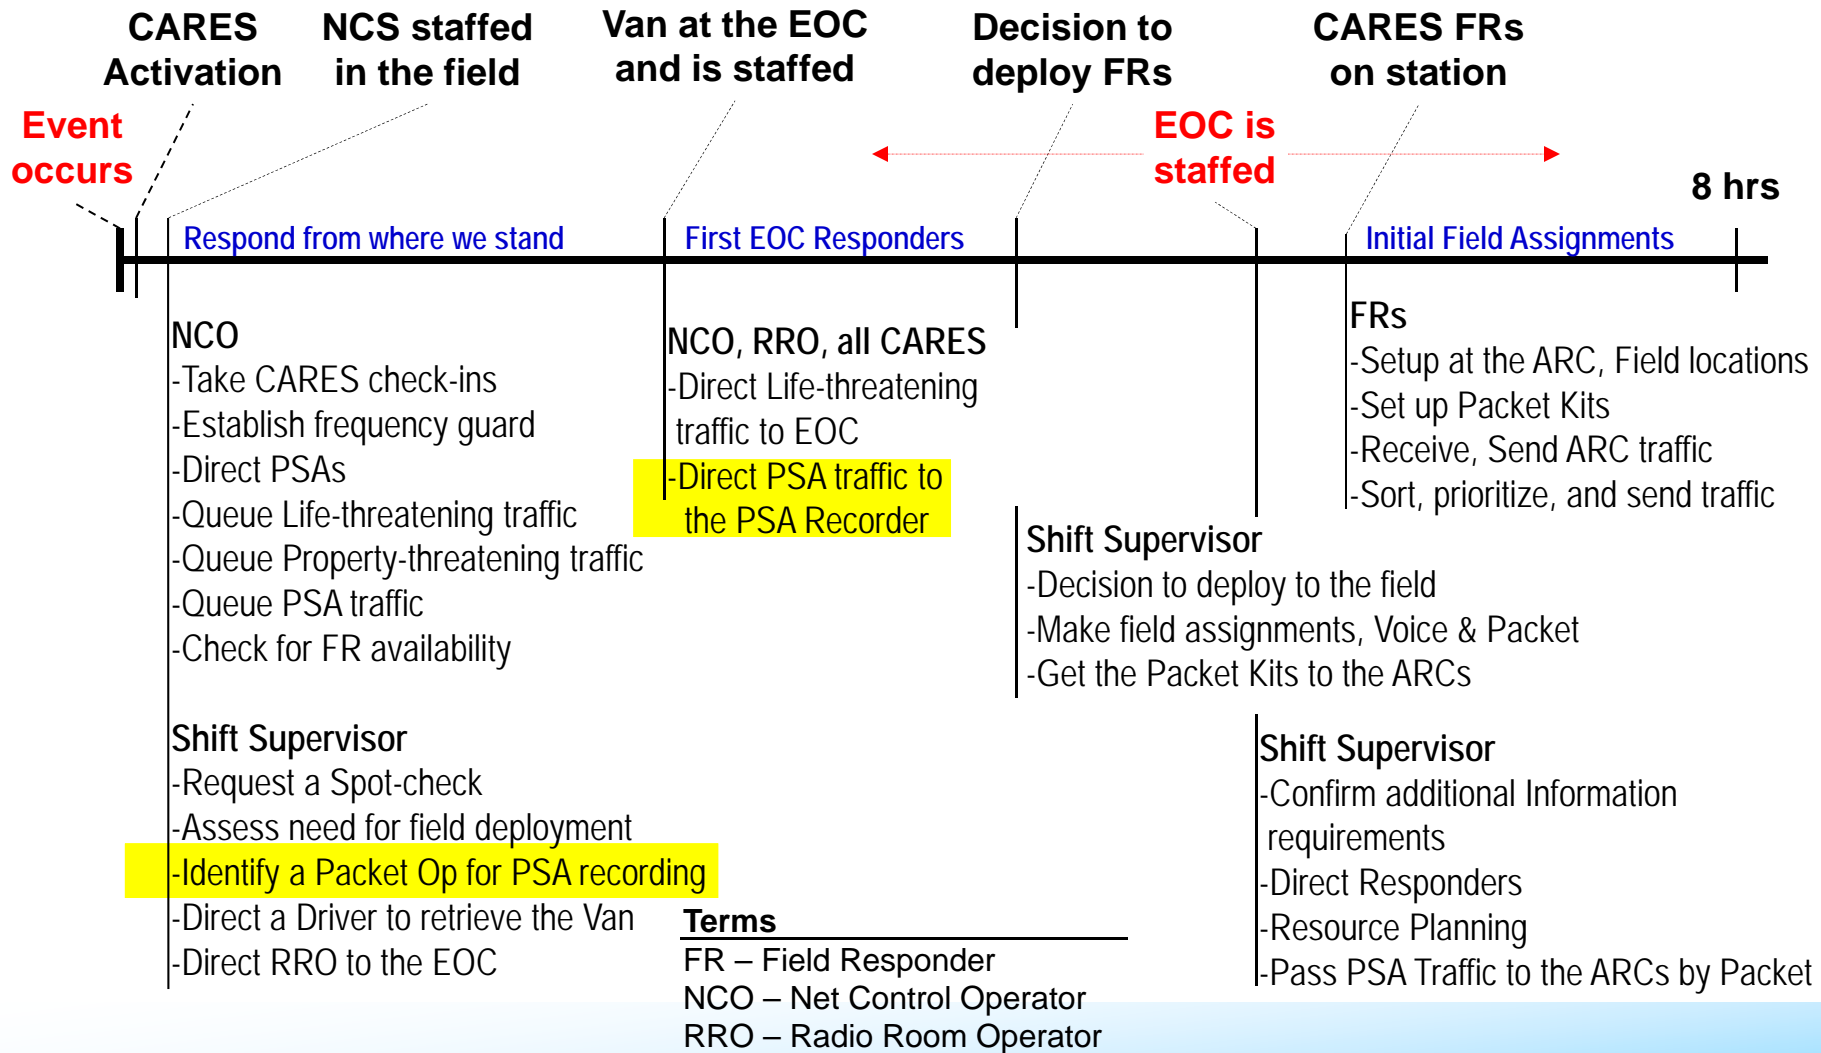 CARES
Activation
NCS staffed
in the field
Van at the EOC
and is staffed
Decision to
deploy FRs
CARES FRs
on station
Event
occurs
EOC is
staffed
8 hrs
Respond from where we stand
First EOC Responders
Initial Field Assignments
NCO
-Take CARES check-ins
-Establish frequency guard
-Direct PSAs
-Queue Life-threatening traffic
-Queue Property-threatening traffic
-Queue PSA traffic
-Check for FR availability
Shift Supervisor
-Request a Spot-check
-Assess need for field deployment
-Identify a Packet Op for PSA recording
-Direct a Driver to retrieve the Van
-Direct RRO to the EOC
NCO, RRO, all CARES
-Direct Life-threatening
traffic to EOC
-Direct PSA traffic to
the PSA Recorder
Shift Supervisor
-Decision to deploy to the field
-Make field assignments, Voice & Packet
-Get the Packet Kits to the ARCs
FRs
-Setup at the ARC, Field locations
-Set up Packet Kits
-Receive, Send ARC traffic
-Sort, prioritize, and send traffic
Shift Supervisor
-Confirm additional Information
requirements
-Direct Responders
-Resource Planning
-Pass PSA Traffic to the ARCs by Packet
Terms
FR – Field Responder
NCO – Net Control Operator
RRO – Radio Room Operator